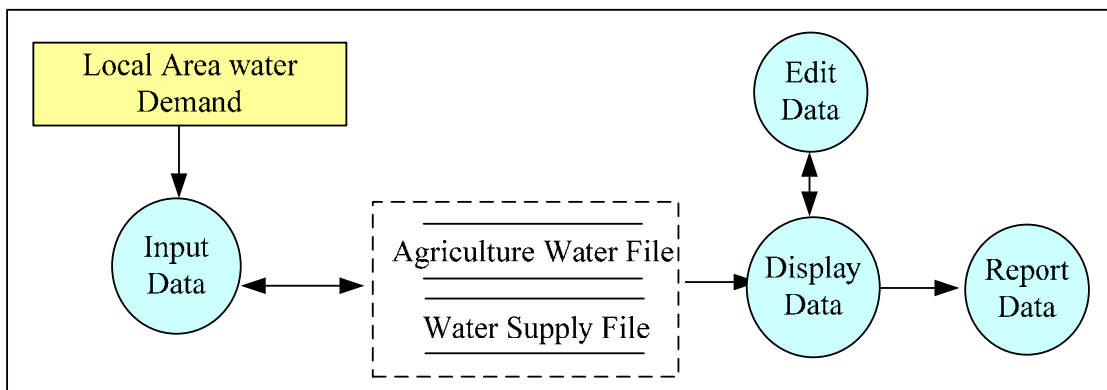 Local Area water
Demand
Input
Data
Agriculture Water File
Water Supply File
Edit
Data
Display
Data
Report
Data